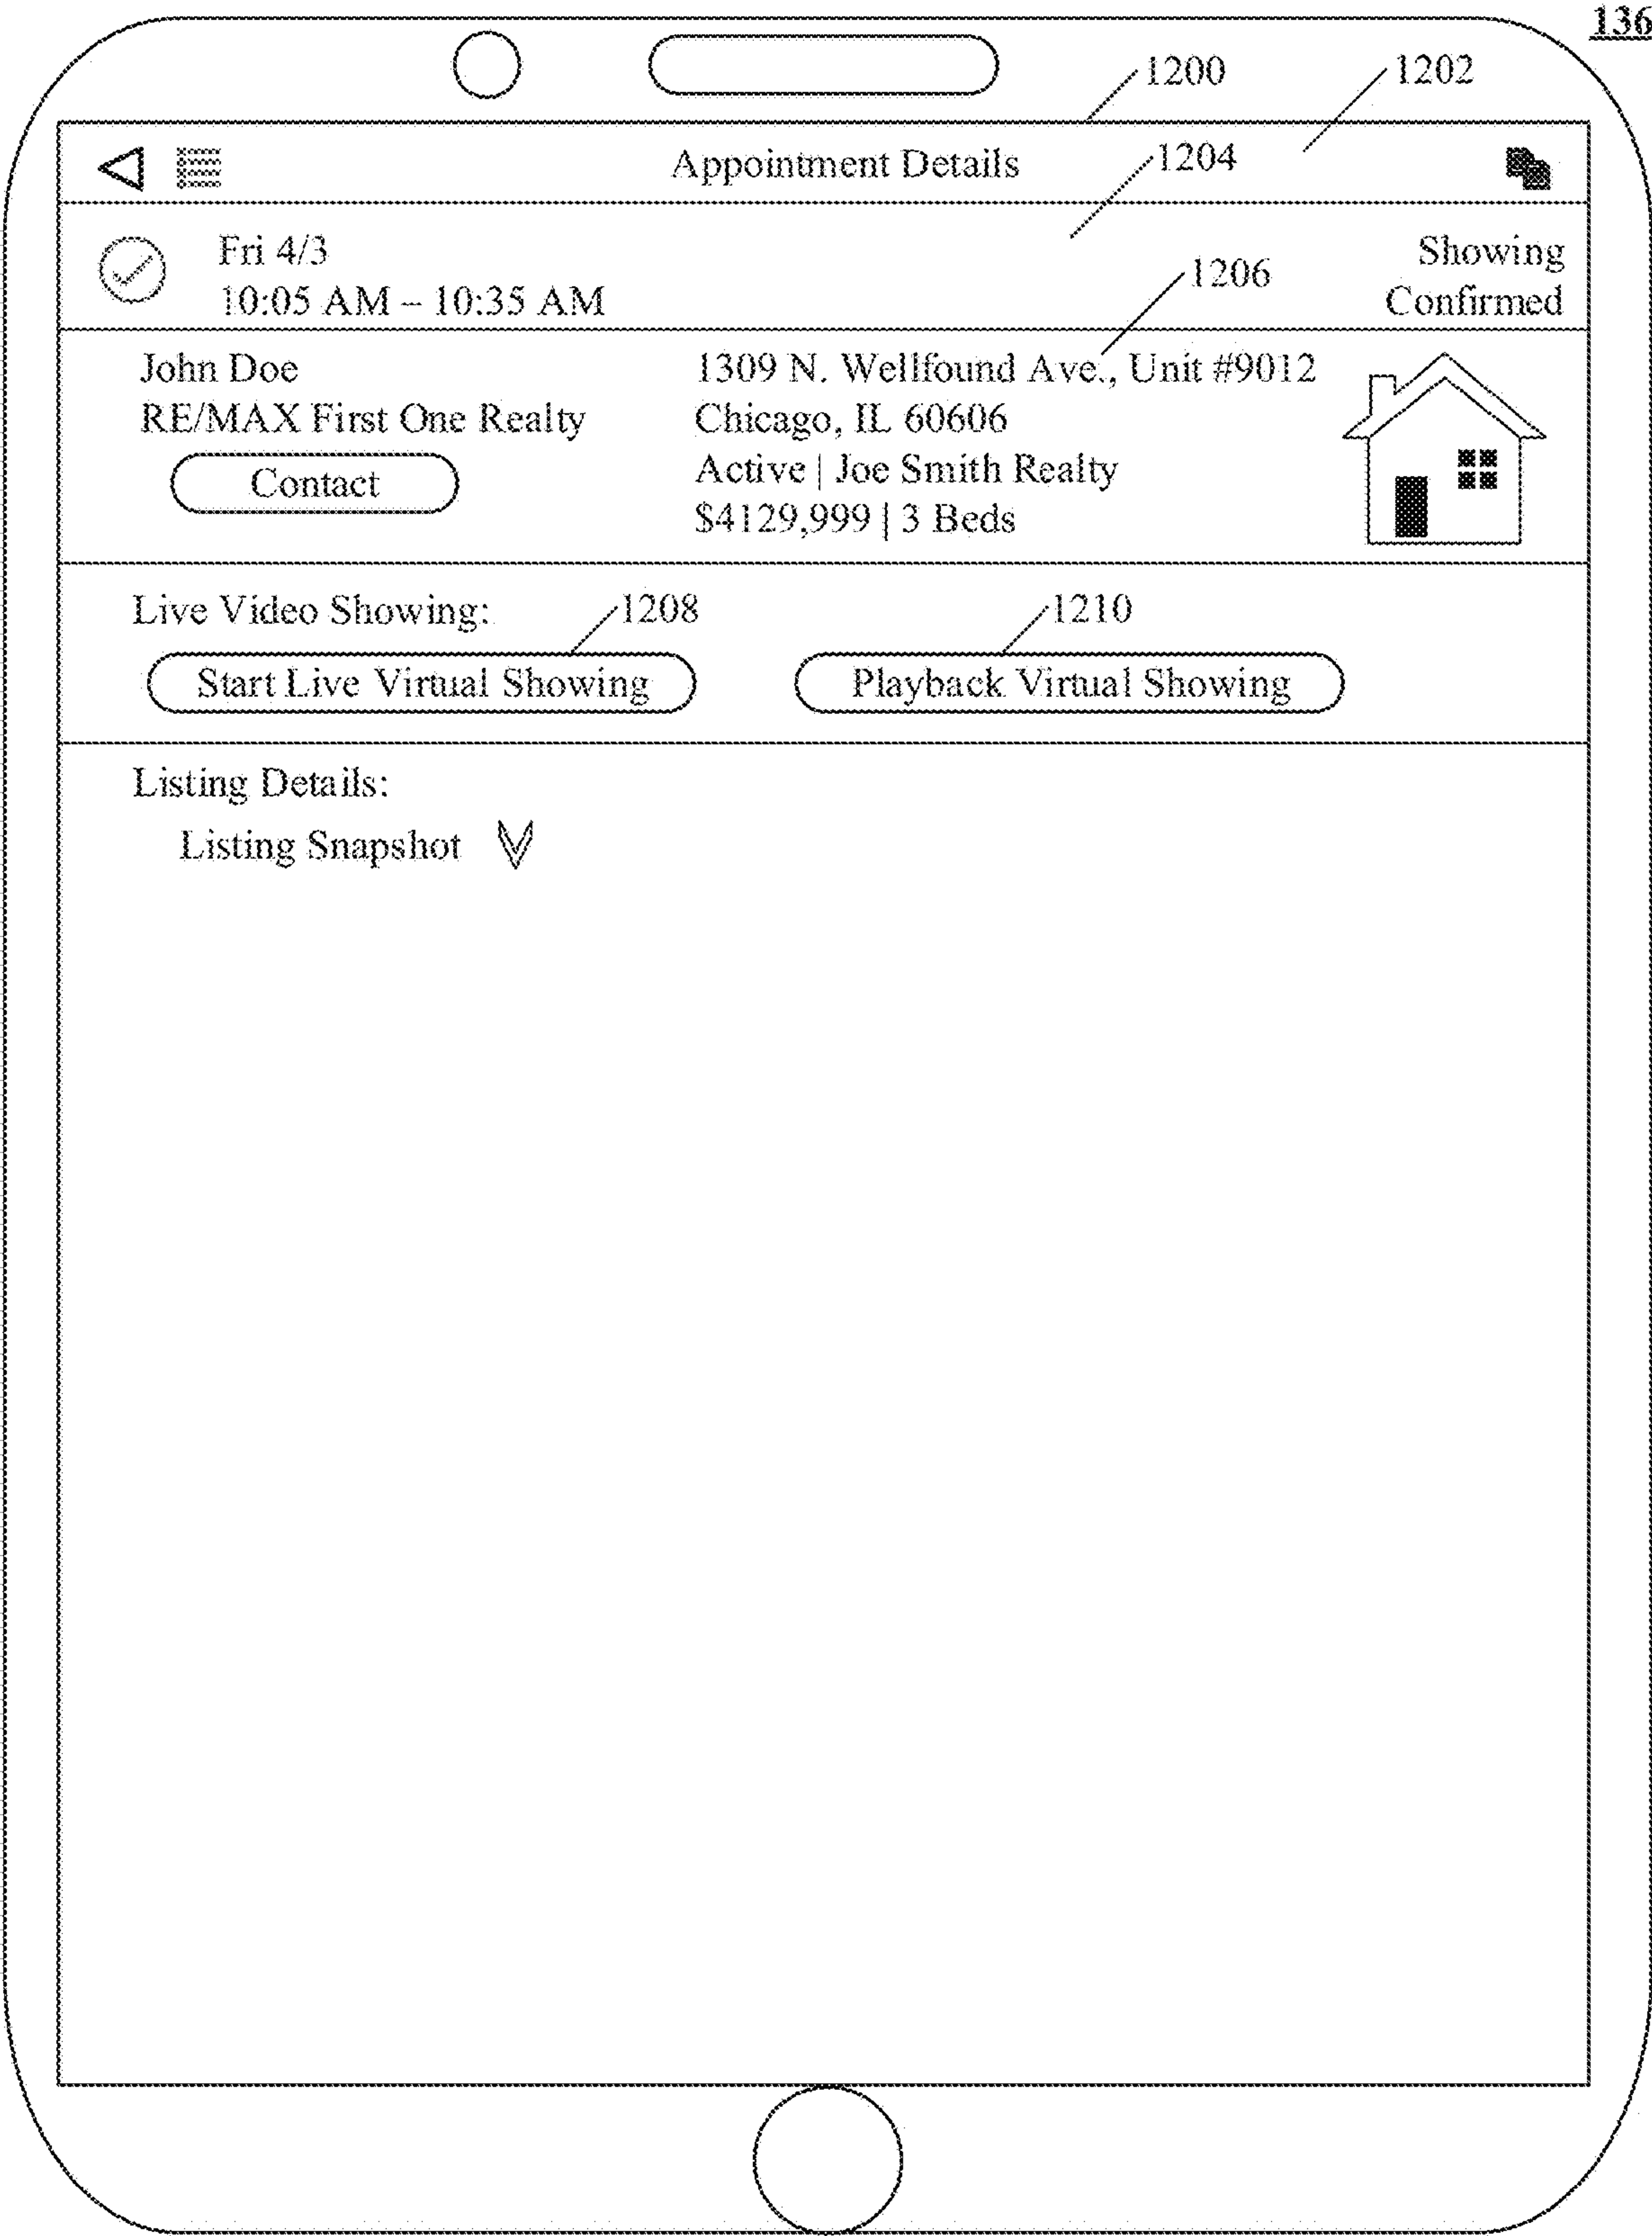 136
1200
1202
Appointment Details
1204
Fri 4/3
10:05 AM – 10:35 AM
Showing
Confirmed
1206
John Doe
RE/MAX First One Realty
Contact
1309 N. Wellfound Ave., Unit #9012
Chicago, IL 60606
Active | Joe Smith Realty
$4129,999 | 3 Beds
Live Video Showing:
1208
1210
Start Live Virtual Showing
Playback Virtual Showing
Listing Details:
Listing Snapshot